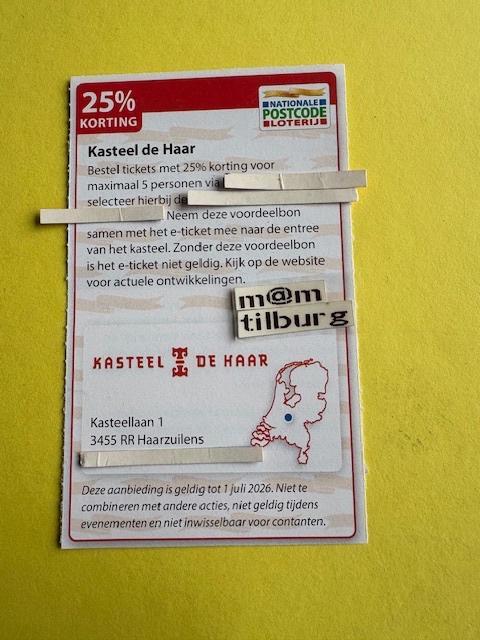 25%
KORTING
NATIONALE
POSTCODE
LOTERIJ
Kasteel de Haar
Bestel tickets met 25% korting voor
maximaal 5 personen via
selecteer hierbij de
Neem deze voordeelbon
samen met het e-ticket mee naar de entree
van het kasteel. Zonder deze voordeelbon
is het e-ticket niet geldig. Kijk op de website
voor actuele ontwikkelingen.
m@m
tilburg
KASTEEL DE HAAR
Kasteellaan 1
3455 RR Haarzuilens
Deze aanbieding is geldig tot 1 juli 2026. Niet te
combineren met andere acties, niet geldig tijdens
evenementen en niet inwisselbaar voor contanten.